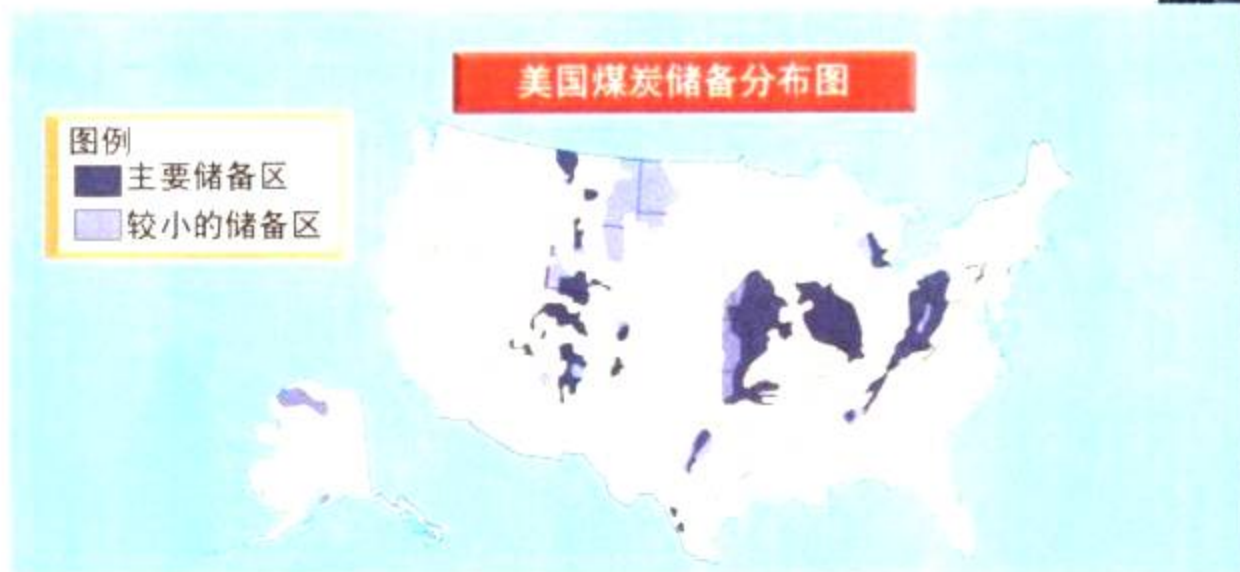 美国煤炭储备分布图
图例
主要储备区
较小的储备区